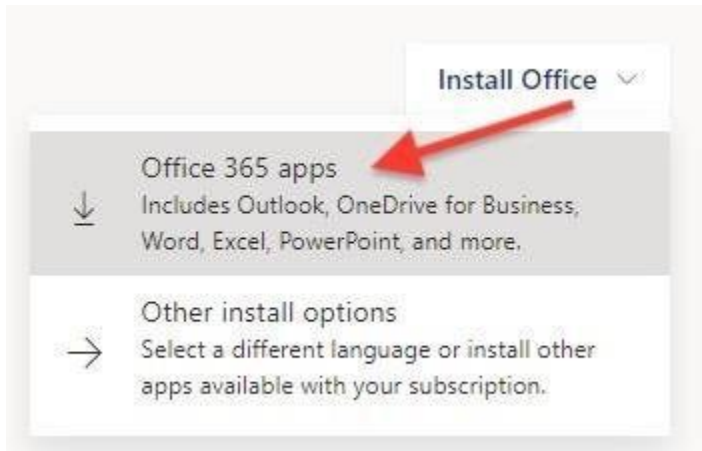 Install Office
Office 365 apps
Includes Outlook, OneDrive for Business,
Word, Excel, PowerPoint, and more.
Other install options
Select a different language or install other
apps available with your subscription.